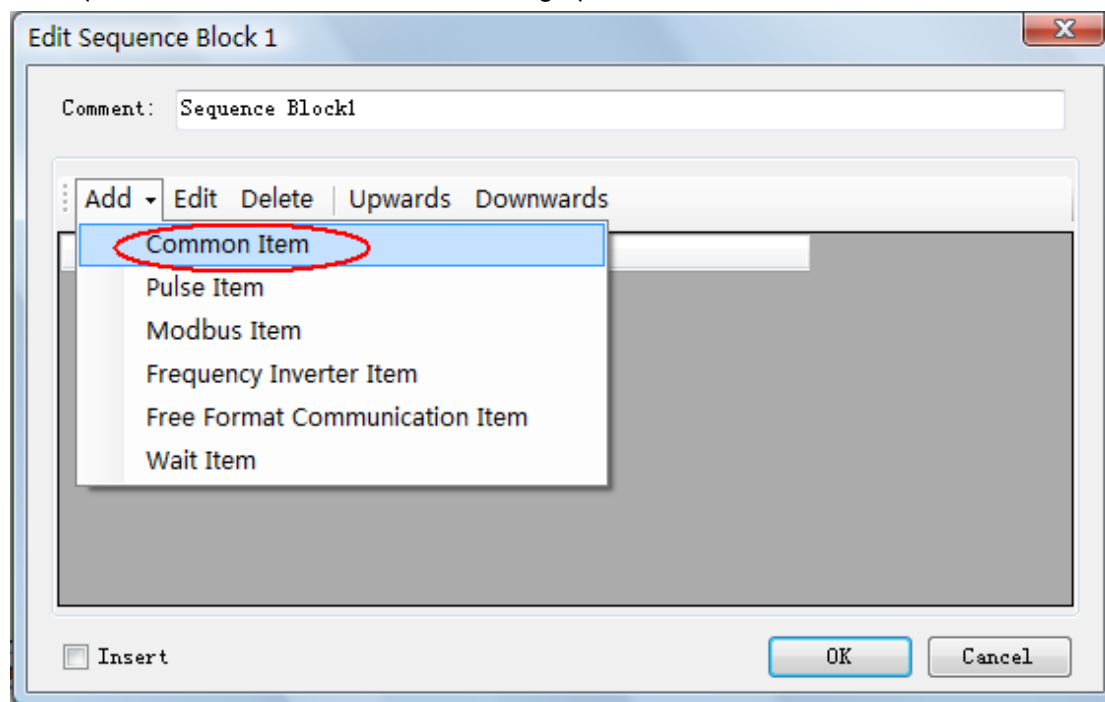 Edit Sequence Block 1
Comment: Sequence Block1
Add Edit Delete Upwards Downwards
Common Item
Pulse Item
Modbus Item
Frequency Inverter Item
Free Format Communication Item
Wait Item
Insert OK Cancel